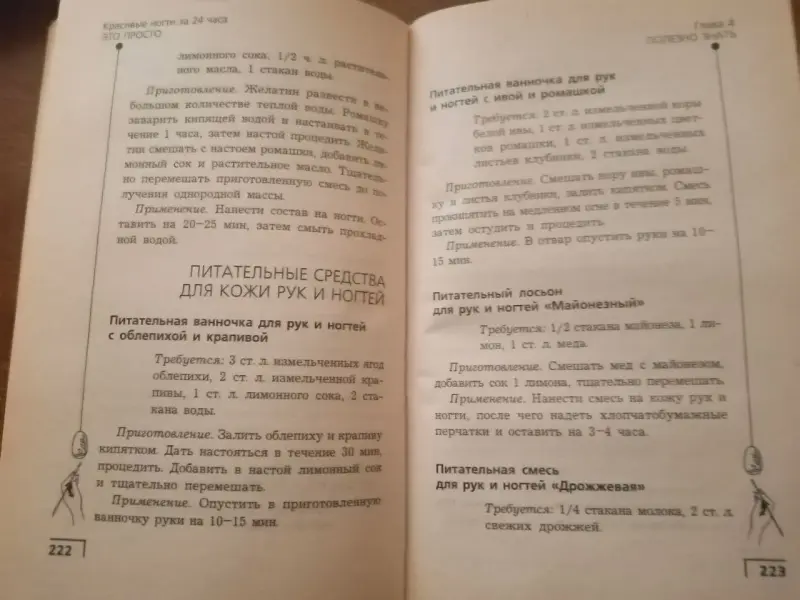 Красивые ногти за 24 часа
ЭТО ПРОСТО
лимонного сока, 1/2 ч. л. раститель-
ного масла, 1 стакан воды.
Приготовление. Желатин развести в не-
большом количестве теплой воды. Ромашку
заварить кипящей водой и настаивать в те-
чение 1 часа, затем настой процедить. Жела-
тин смешать с настоем ромашки, добавить ли-
монный сок и растительное масло. Тщатель-
но перемешать приготовленную смесь до по-
лучения однородной массы.
Применение. Нанести состав на ногти. Ос-
тавить на 20–25 мин, затем смыть прохлад-
ной водой.
ПИТАТЕЛЬНЫЕ СРЕДСТВА
ДЛЯ КОЖИ РУК И НОГТЕЙ
Питательная ванночка для рук и ногтей
с облепихой и крапивой
Требуется: 3 ст. л. измельченных ягод
облепихи, 2 ст. л. измельченной кра-
пивы, 1 ст. л. лимонного сока, 2 ста-
кана воды.
Приготовление. Залить облепиху и крапиву
кипятком. Дать настояться в течение 30 мин,
процедить. Добавить в настой лимонный сок
и тщательно перемешать.
Применение. Опустить в приготовленную
ванночку руки на 10–15 мин.
222
Глава 4
ПОЛЕЗНО ЗНАТЬ
Питательная ванночка для рук
и ногтей с ивой и ромашкой
Требуется: 2 ст. л. измельченной коры
белой ивы, 1 ст. л. измельченных цвет-
ков ромашки, 1 ст. л. измельченных
листьев клубники, 2 стакана воды.
Приготовление. Смешать кору ивы, ромаш-
ку и листья клубники, залить кипятком. Смесь
прокипятить на медленном огне в течение 5 мин,
затем остудить и процедить.
Применение. В отвар опустить руки на 10–
15 мин.
Питательный лосьон
для рук и ногтей «Майонезный»
Требуется: 1/2 стакана майонеза, 1 ли-
мон, 1 ст. л. меда.
Приготовление. Смешать мед с майонезом,
добавить сок 1 лимона, тщательно перемешать.
Применение. Нанести смесь на кожу рук и
ногти, после чего надеть хлопчатобумажные
перчатки и оставить на 3–4 часа.
Питательная смесь
для рук и ногтей «Дрожжевая»
Требуется: 1/4 стакана молока, 2 ст. л.
свежих дрожжей.
223